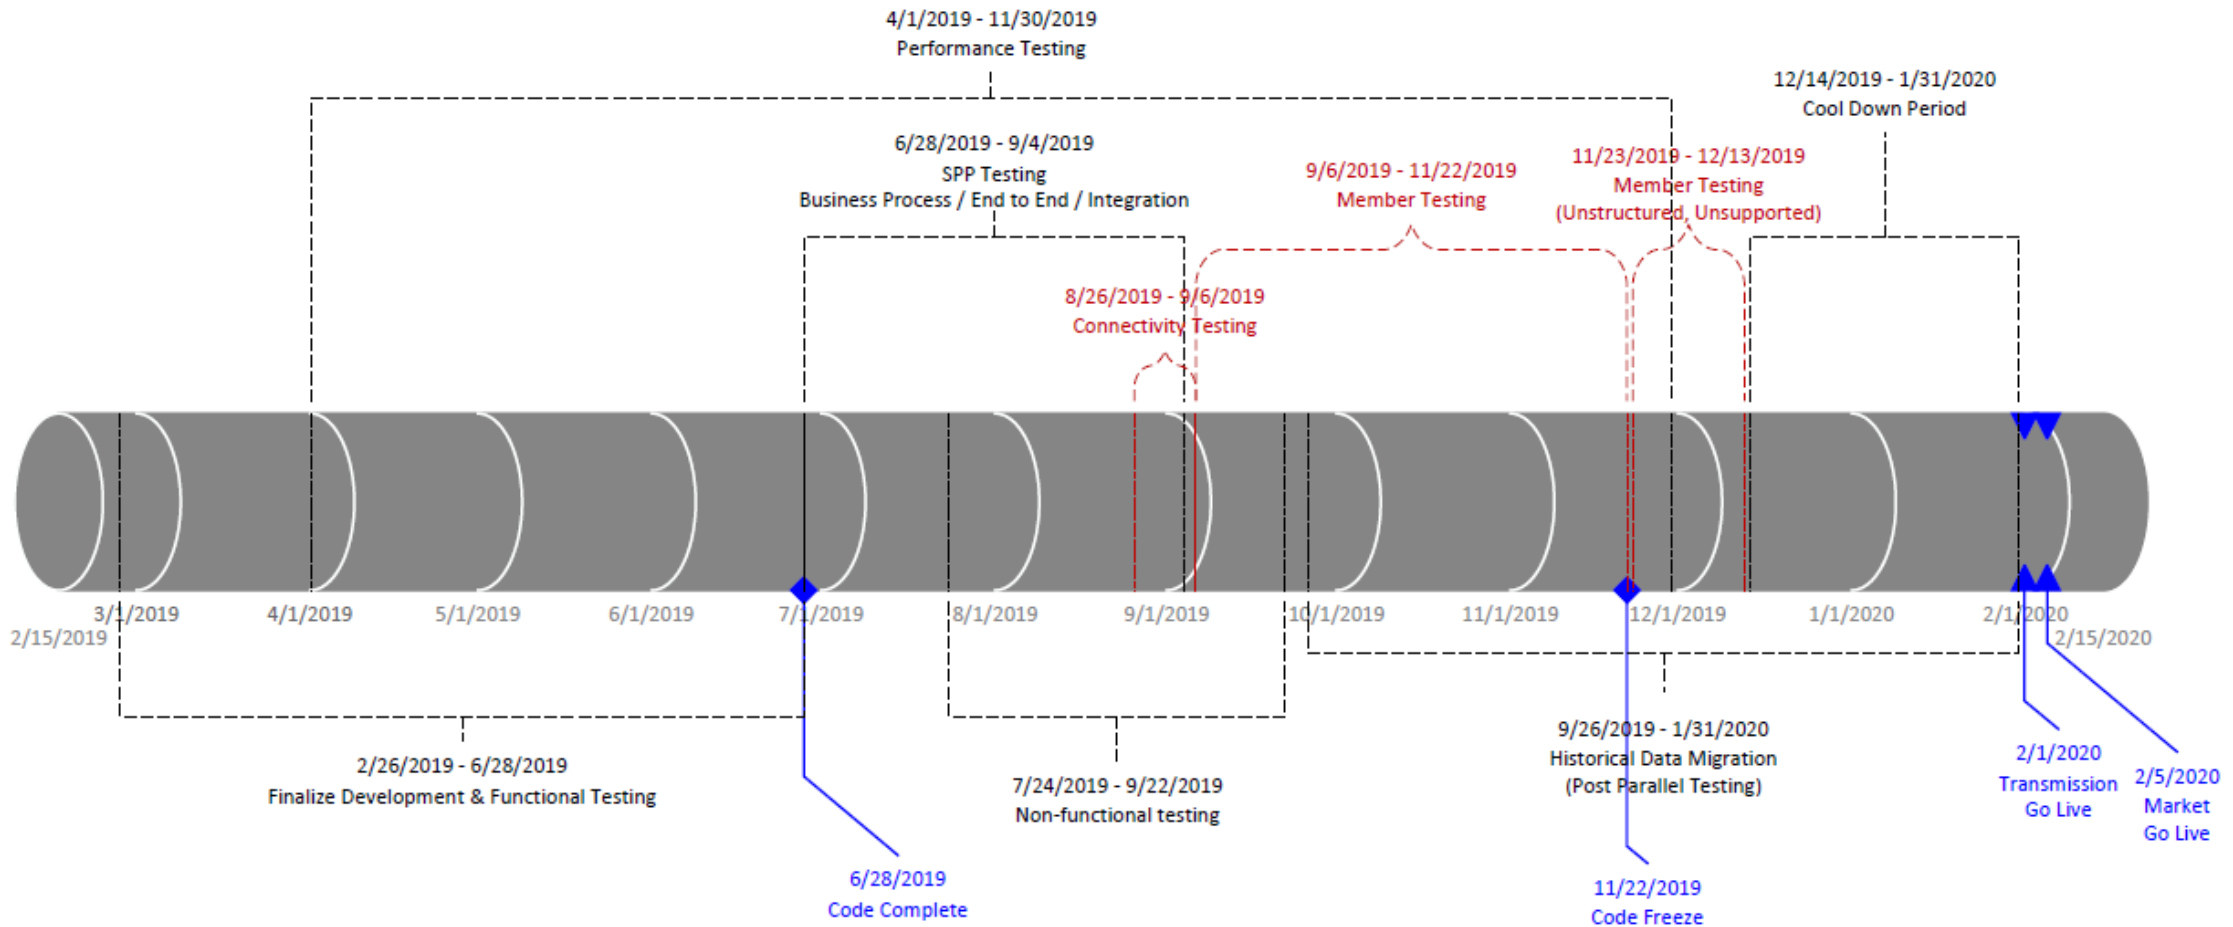 4/1/2019 - 11/30/2019
Performance Testing
12/14/2019 - 1/31/2020
Cool Down Period
6/28/2019 - 9/4/2019
SPP Testing
Business Process / End to End / Integration
9/6/2019 - 11/22/2019
Member Testing
11/23/2019 - 12/13/2019
Member Testing
(Unstructured, Unsupported)
8/26/2019 - 9/6/2019
Connectivity Testing
3/1/2019 4/1/2019 5/1/2019 6/1/2019 7/1/2019 8/1/2019 9/1/2019 10/1/2019 11/1/2019 12/1/2019 1/1/2020 2/1/2020
2/15/2019 2/15/2020
2/26/2019 - 6/28/2019
Finalize Development & Functional Testing
7/24/2019 - 9/22/2019
Non-functional testing
9/26/2019 - 1/31/2020
Historical Data Migration
(Post Parallel Testing)
2/1/2020
Transmission
Go Live
2/5/2020
Market
Go Live
6/28/2019
Code Complete
11/22/2019
Code Freeze